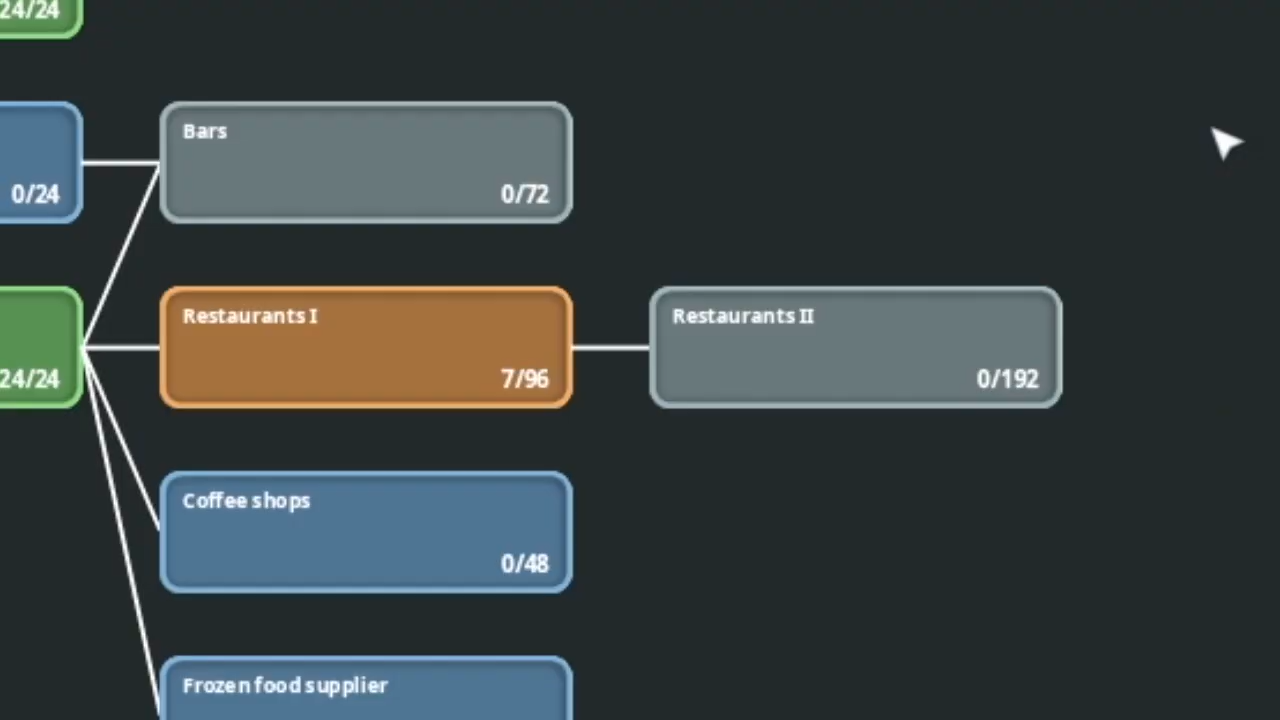 24/24
Bars
0/24
0/72
Restaurants I
Restaurants II
24/24
7/96
0/192
Coffee shops
0/48
Frozen food supplier